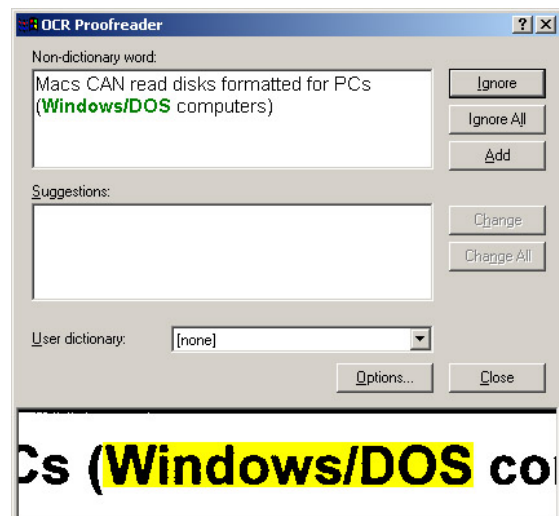 OCR Proofreader
Non-dictionary word:
Macs CAN read disks formatted for PCs
(Windows/DOS computers)
Ignore
Ignore All
Add
Suggestions:
Change
Change All
User dictionary:
[none]
Options...
Close
Cs (Windows/DOS co